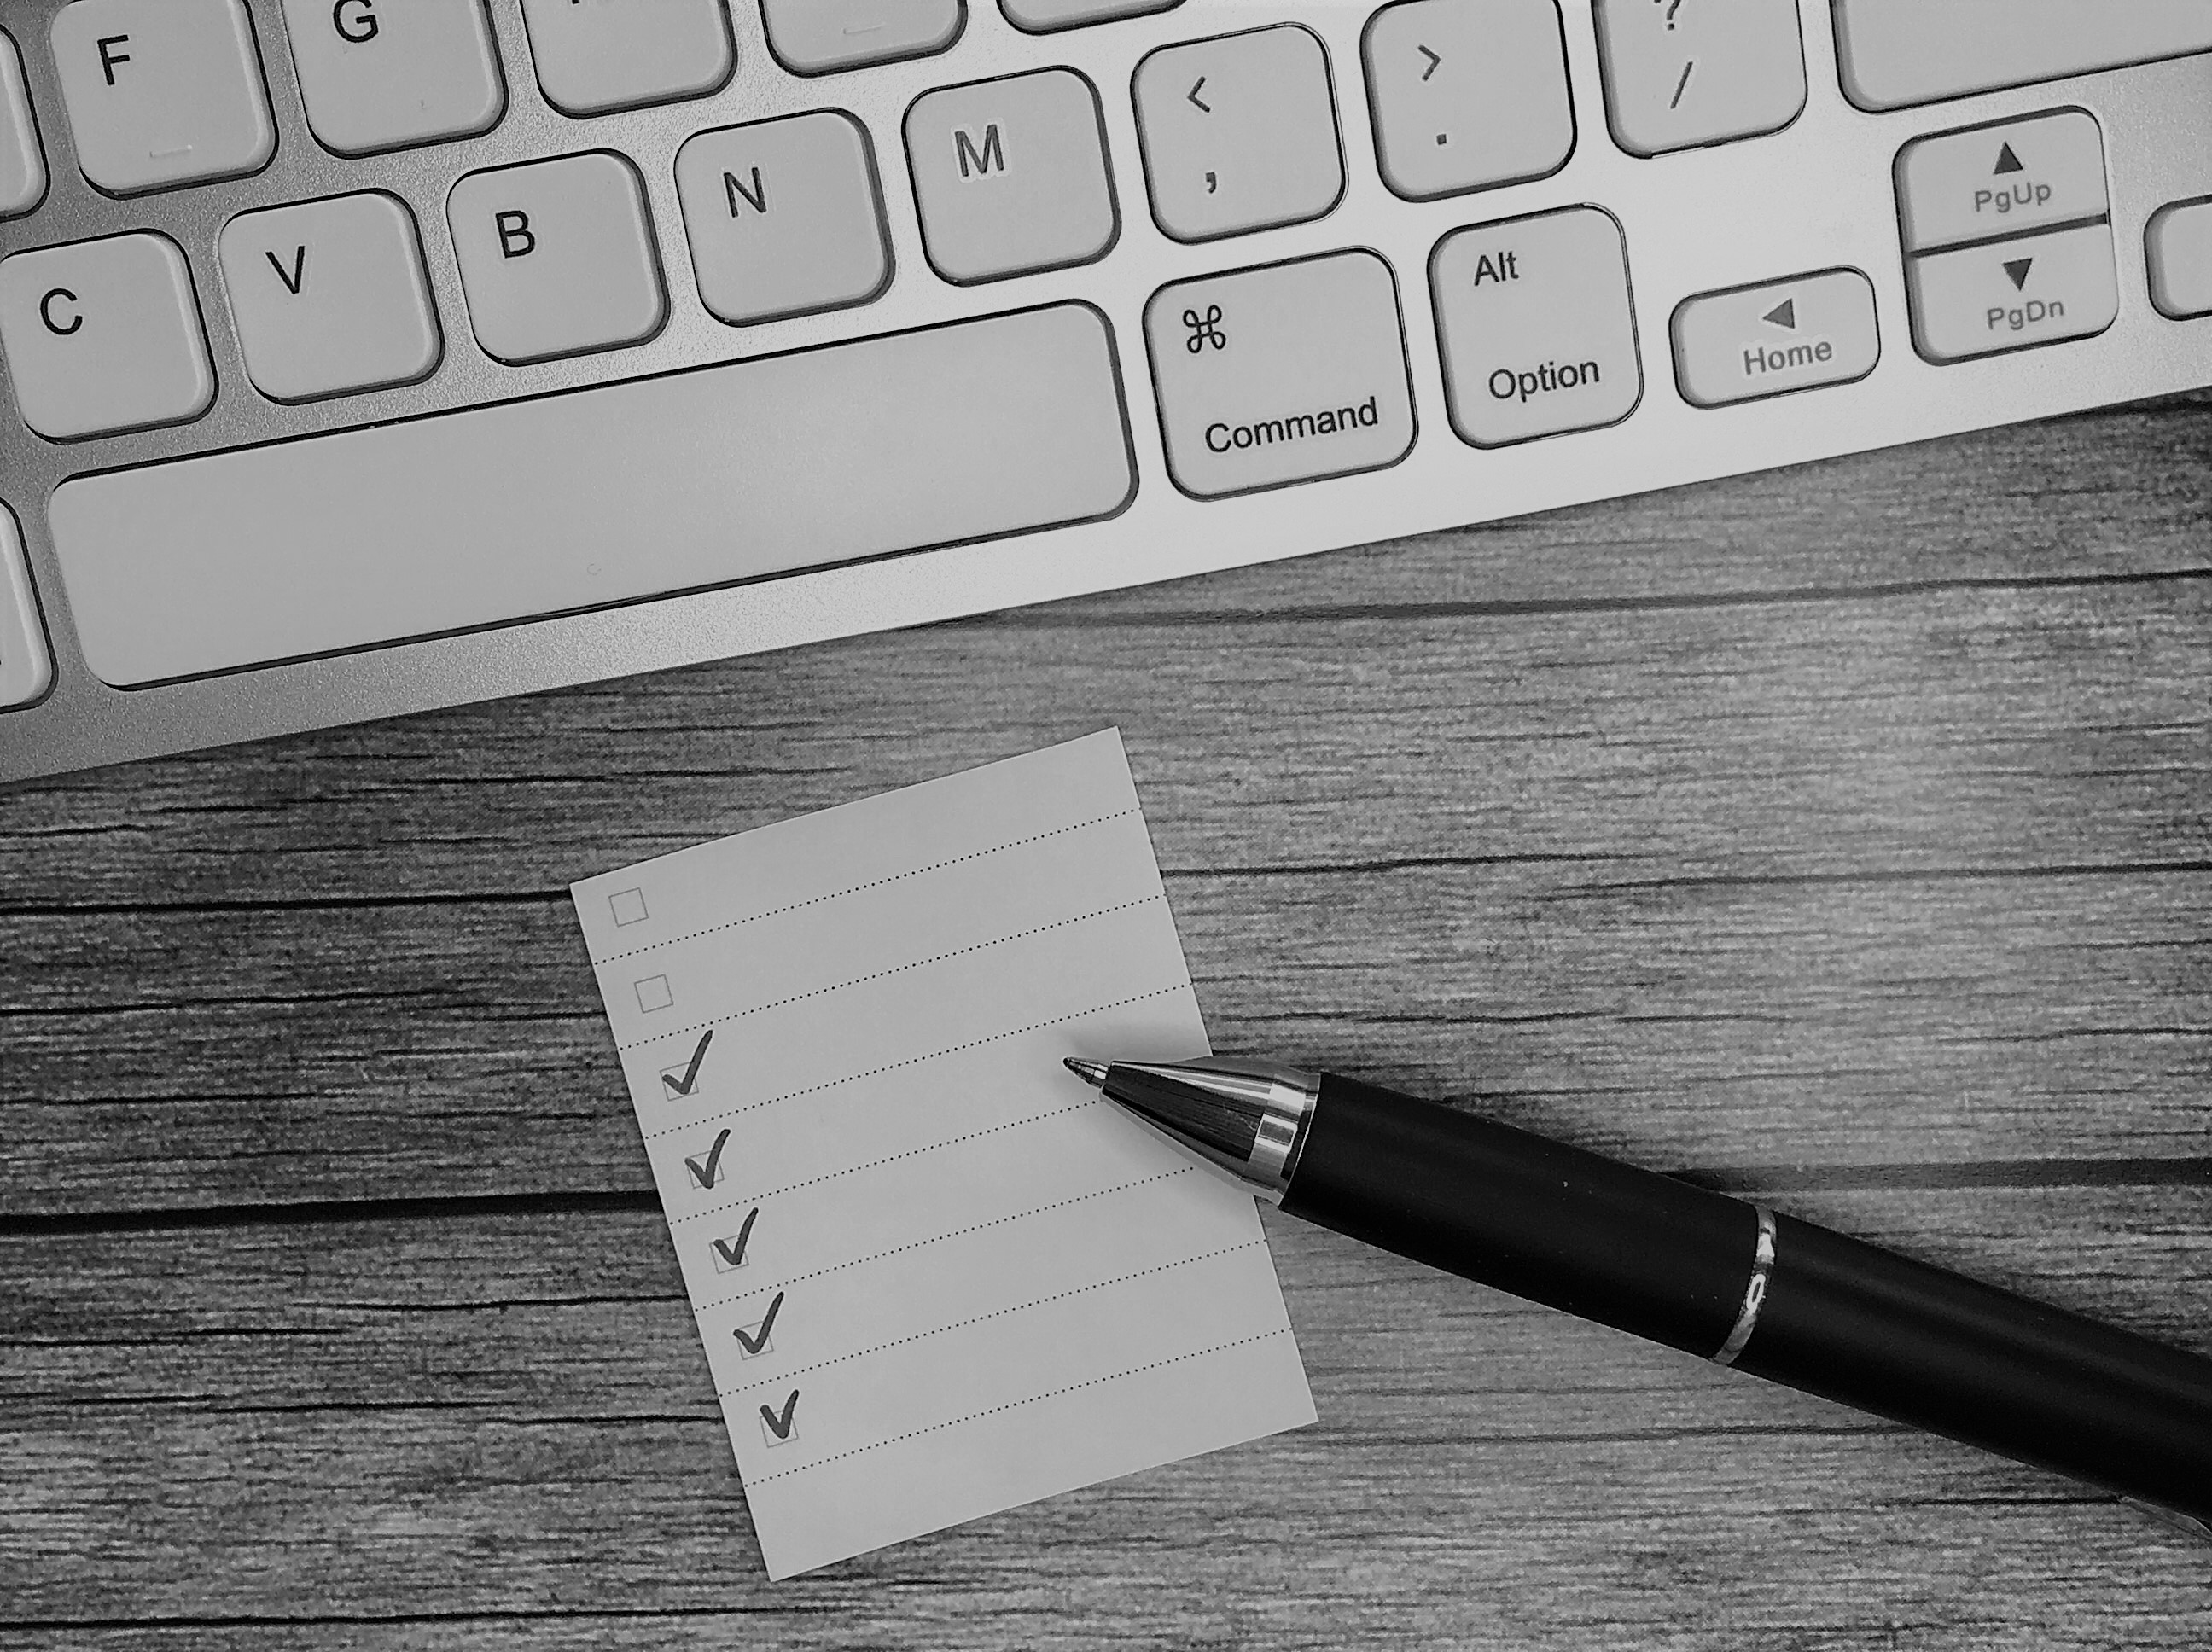 F G
? /
< ,
> .
C V B N M
⌘ Command
Alt Option
▲ PgUp
◀ Home
▼ PgDn